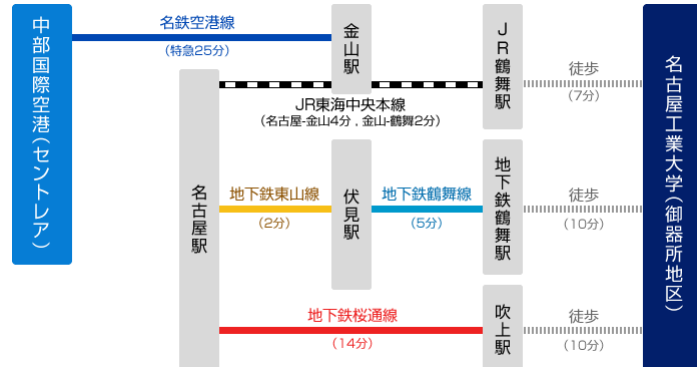 中部国際空港(セントレア)
名鉄空港線
(特急25分)
金山駅
JR鶴舞駅
徒歩
(7分)
名古屋工業大学(御器所地区)
JR東海中央本線
(名古屋-金山4分 , 金山-鶴舞2分)
名古屋駅
地下鉄東山線
(2分)
伏見駅
地下鉄鶴舞線
(5分)
地下鉄鶴舞駅
徒歩
(10分)
地下鉄桜通線
(14分)
吹上駅
徒歩
(10分)